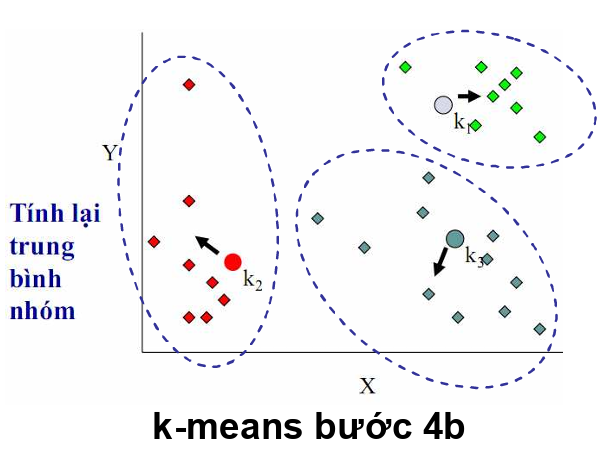 Y
k₁
Tính lại
trung
bình
nhóm
k₂
k₃
X
k-means bước 4b